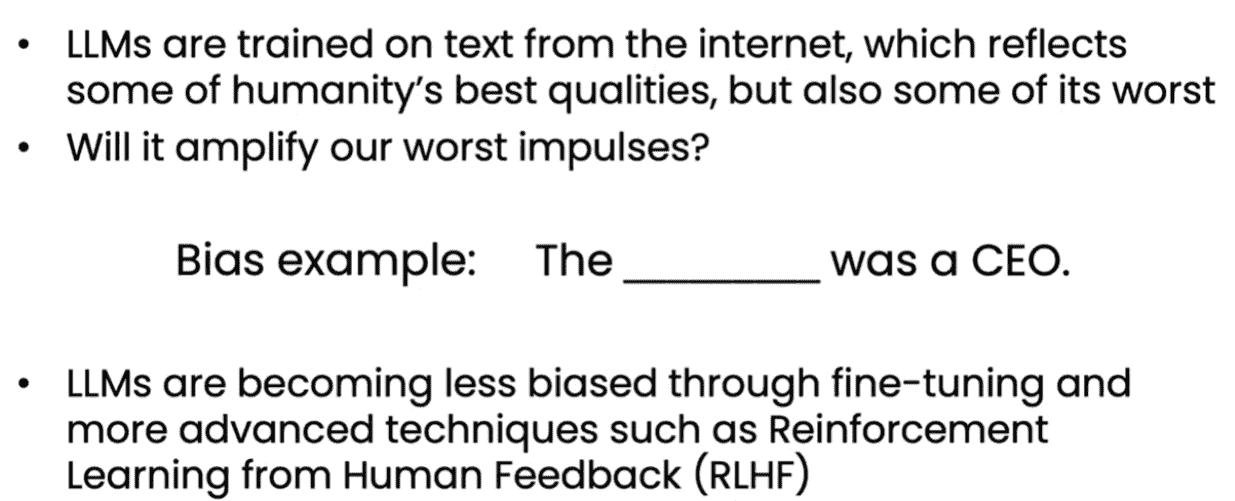 • LLMs are trained on text from the internet, which reflects
some of humanity's best qualities, but also some of its worst
• Will it amplify our worst impulses?
Bias example: The ________ was a CEO.
• LLMs are becoming less biased through fine-tuning and
more advanced techniques such as Reinforcement
Learning from Human Feedback (RLHF)